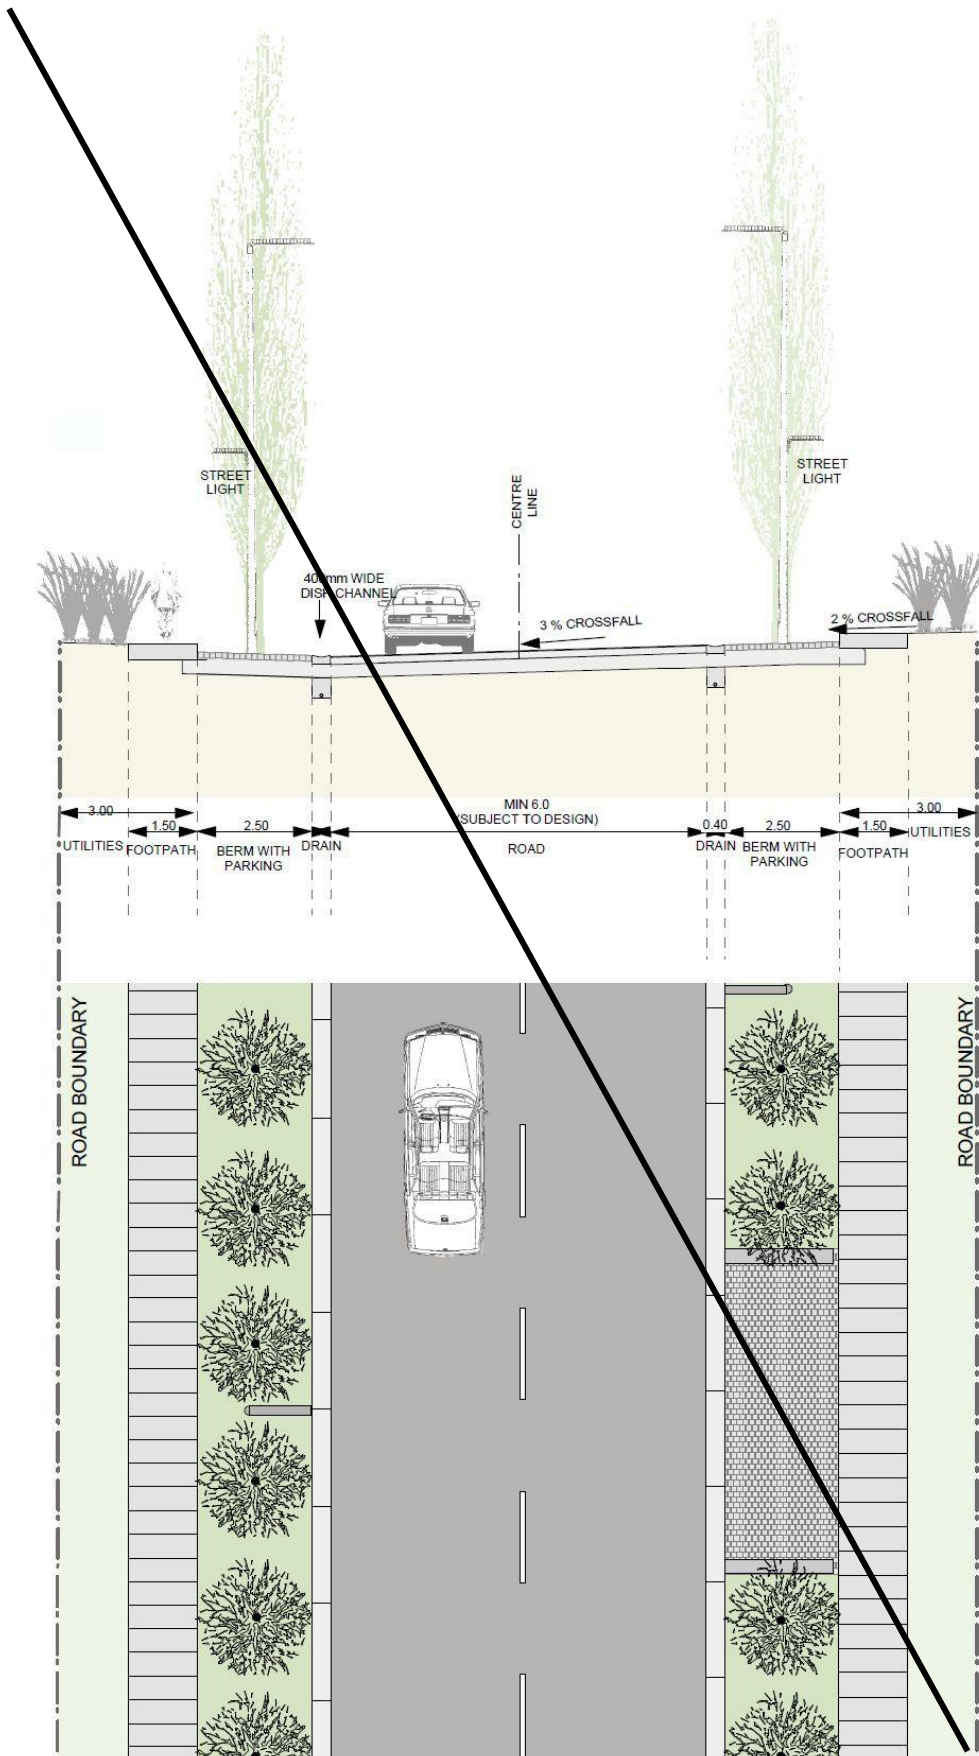 STREET
LIGHT
STREET
LIGHT
CENTRE
LINE
400mm WIDE
DISH CHANNEL
3 % CROSSFALL
2 % CROSSFALL
3.00
MIN 6.0
(SUBJECT TO DESIGN)
3.00
1.50
2.50
0.40
2.50
1.50
UTILITIES
FOOTPATH
BERM WITH
PARKING
DRAIN
ROAD
DRAIN
BERM WITH
PARKING
FOOTPATH
UTILITIES
ROAD BOUNDARY
ROAD BOUNDARY